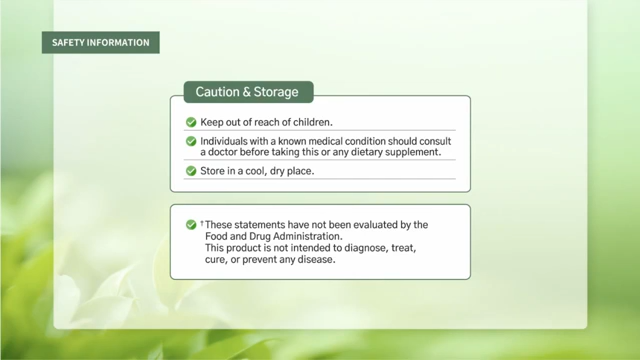 SAFETY INFORMATION
Caution & Storage
Keep out of reach of children.
Individuals with a known medical condition should consult
a doctor before taking this or any dietary supplement.
Store in a cool, dry place.
†These statements have not been evaluated by the
Food and Drug Administration.
This product is not intended to diagnose, treat,
cure, or prevent any disease.